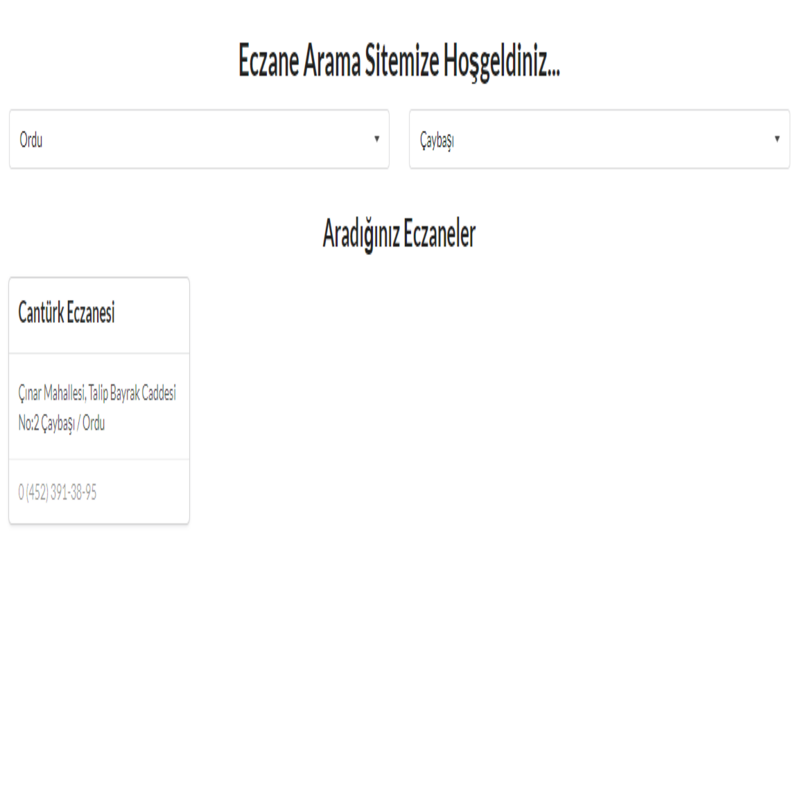 Eczane Arama Sitemize Hoşgeldiniz...
Ordu
Çaybaşı
Aradığınız Eczaneler
Cantürk Eczanesi
Çınar Mahallesi, Talip Bayrak Caddesi
No:2 Çaybaşı / Ordu
0 (452) 391-38-95